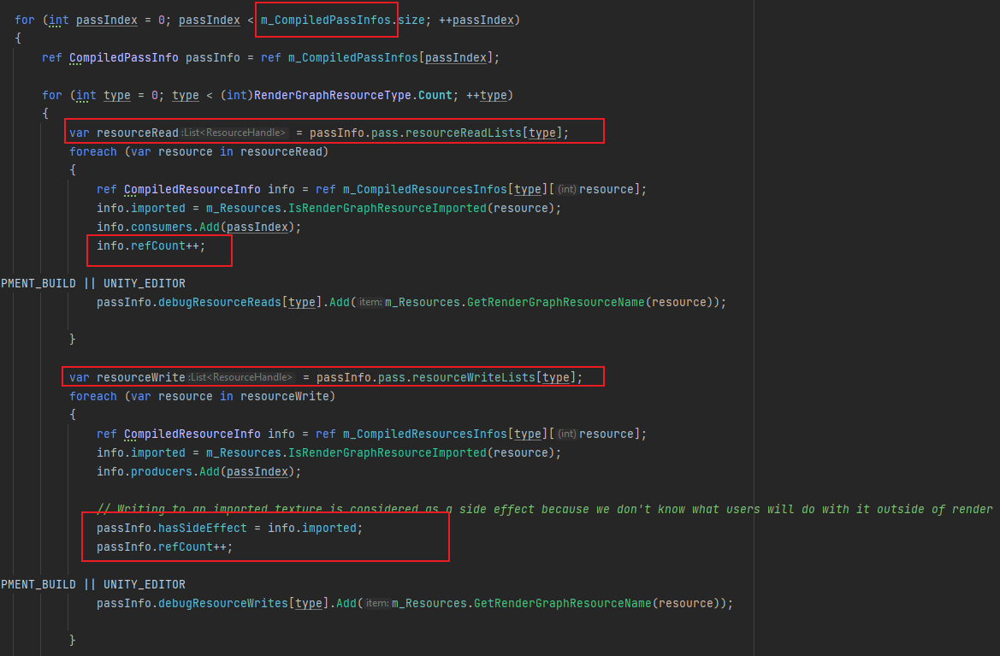 for (int passIndex = 0; passIndex < m_CompiledPassInfos.size; ++passIndex)
{
ref CompiledPassInfo passInfo = ref m_CompiledPassInfos[passIndex];
for (int type = 0; type < (int)RenderGraphResourceType.Count; ++type)
{
var resourceRead :List<ResourceHandle> = passInfo.pass.resourceReadLists[type];
foreach (var resource in resourceRead)
{
ref CompiledResourceInfo info = ref m_CompiledResourcesInfos[type][(int)resource];
info.imported = m_Resources.IsRenderGraphResourceImported(resource);
info.consumers.Add(passIndex);
info.refCount++;
PMENT_BUILD || UNITY_EDITOR
passInfo.debugResourceReads[type].Add(item: m_Resources.GetRenderGraphResourceName(resource));
}
var resourceWrite :List<ResourceHandle> = passInfo.pass.resourceWriteLists[type];
foreach (var resource in resourceWrite)
{
ref CompiledResourceInfo info = ref m_CompiledResourcesInfos[type][(int)resource];
info.imported = m_Resources.IsRenderGraphResourceImported(resource);
info.producers.Add(passIndex);
// Writing to an imported texture is considered as a side effect because we don't know what users will do with it outside of render
passInfo.hasSideEffect = info.imported;
passInfo.refCount++;
PMENT_BUILD || UNITY_EDITOR
passInfo.debugResourceWrites[type].Add(item: m_Resources.GetRenderGraphResourceName(resource));
}